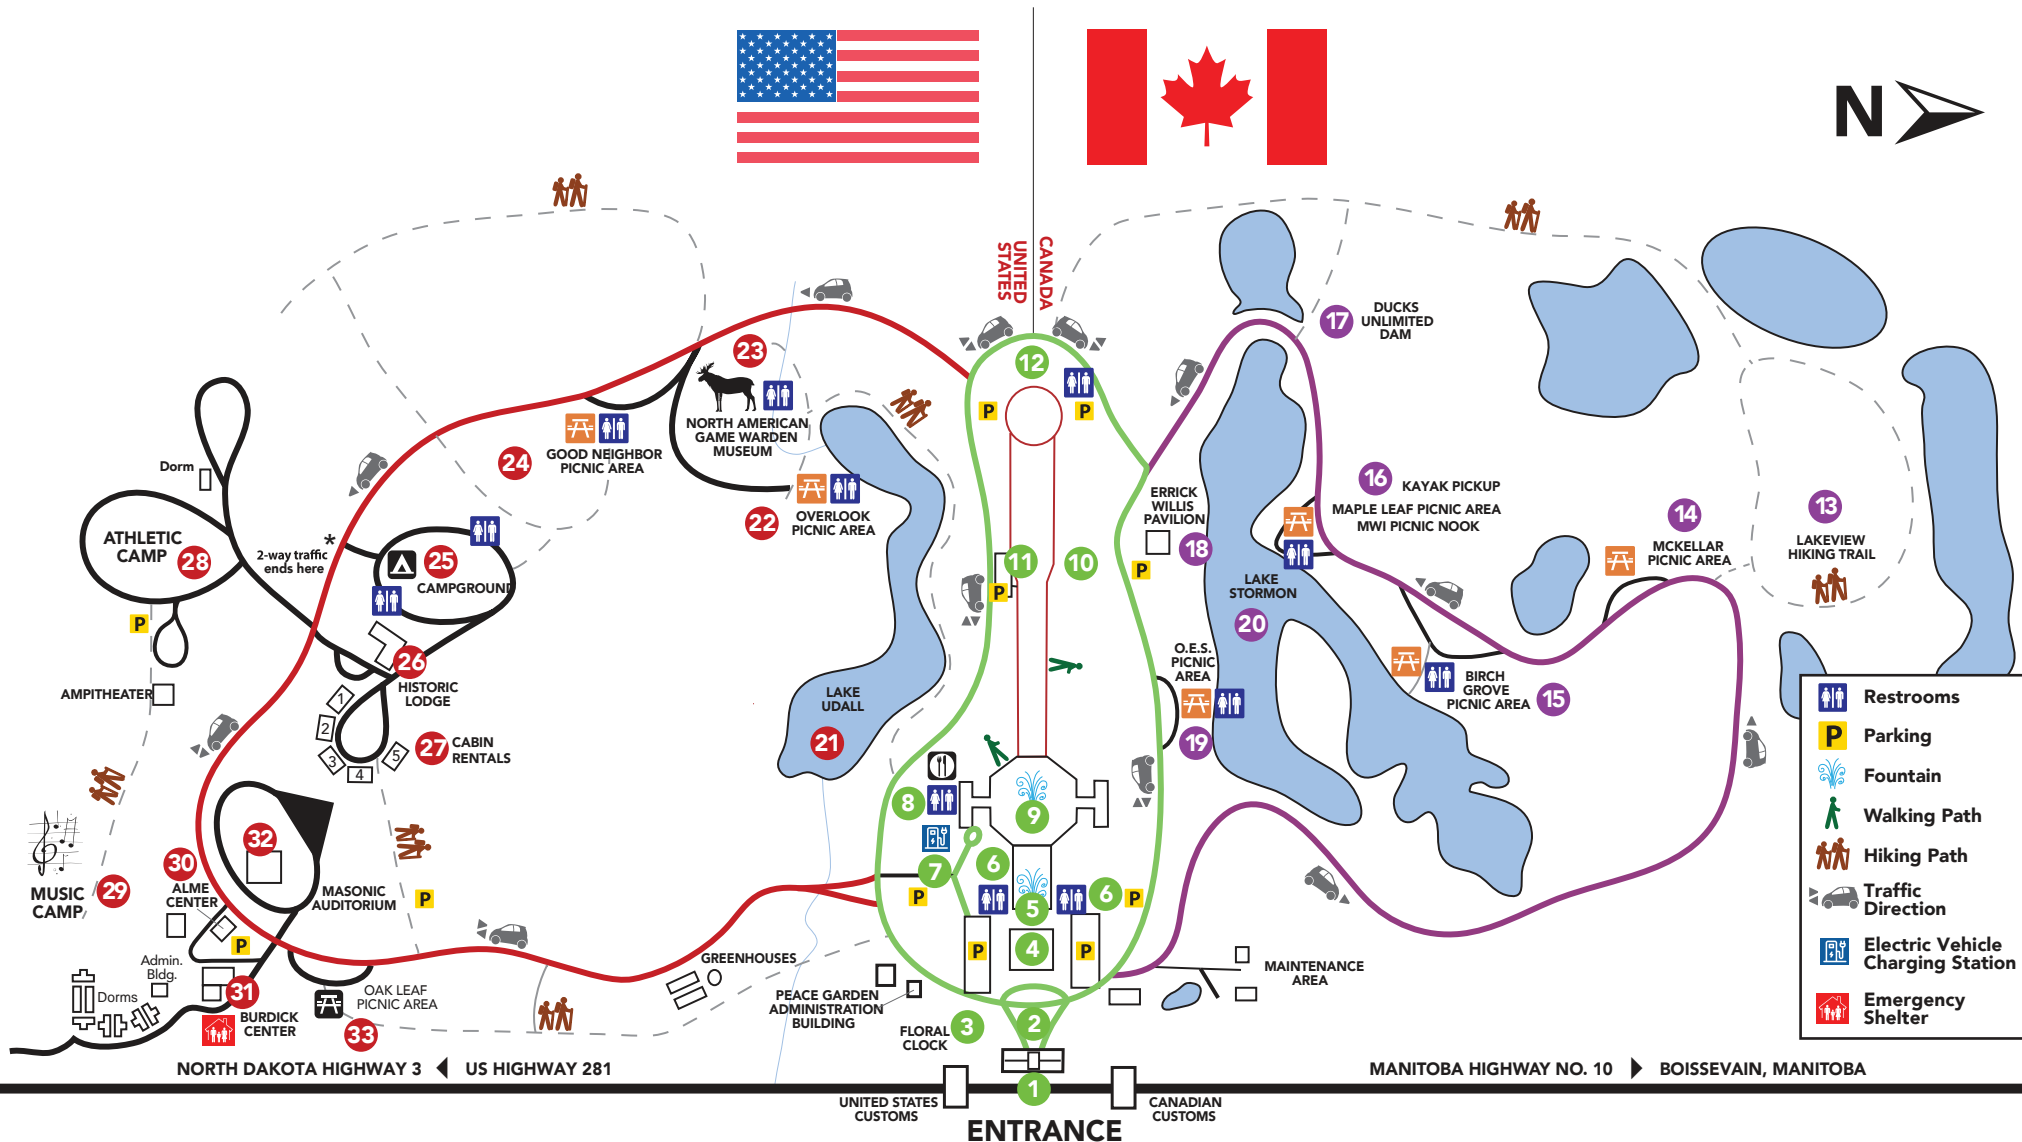 N
CANADA
UNITED
STATES
17
DUCKS
UNLIMITED
DAM
12
23
P
P
NORTH AMERICAN
GAME WARDEN
MUSEUM
GOOD NEIGHBOR
PICNIC AREA
24
Dorm
16
KAYAK PICKUP
MAPLE LEAF PICNIC AREA
MWI PICNIC NOOK
14
MCKELLAR
PICNIC AREA
13
LAKEVIEW
HIKING TRAIL
ERRICK
WILLIS
PAVILION
18
P
22
OVERLOOK
PICNIC AREA
ATHLETIC
CAMP
28
*
2-way traffic
ends here
25
CAMPGROUND
11
10
P
LAKE
STORMON
20
P
O.E.S.
PICNIC
AREA
19
BIRCH
GROVE
PICNIC AREA
15
26
HISTORIC
LODGE
AMPITHEATER
1
2
3
4
5
27
CABIN
RENTALS
LAKE
UDALL
21
8
9
7
6
6
5
4
P
P
P
P
32
30
ALME
CENTER
MASONIC
AUDITORIUM
P
MUSIC
CAMP
29
P
Admin.
Bldg.
Dorms
31
BURDICK
CENTER
OAK LEAF
PICNIC AREA
33
GREENHOUSES
PEACE GARDEN
ADMINISTRATION
BUILDING
FLORAL
CLOCK
3
2
MAINTENANCE
AREA
Restrooms
P
Parking
Fountain
Walking Path
Hiking Path
Traffic
Direction
Electric Vehicle
Charging Station
Emergency
Shelter
NORTH DAKOTA HIGHWAY 3
US HIGHWAY 281
MANITOBA HIGHWAY NO. 10
BOISSEVAIN, MANITOBA
1
UNITED STATES
CUSTOMS
CANADIAN
CUSTOMS
ENTRANCE